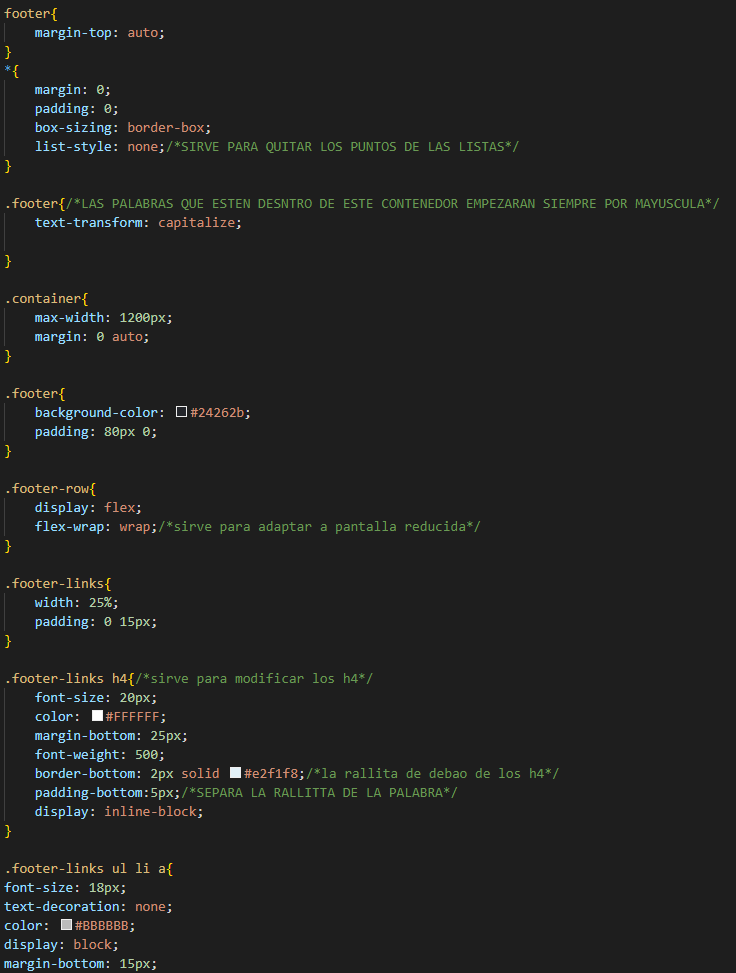 footer{
margin-top: auto;
}
*{
margin: 0;
padding: 0;
box-sizing: border-box;
list-style: none;/*SIRVE PARA QUITAR LOS PUNTOS DE LAS LISTAS*/
}
.footer{/*LAS PALABRAS QUE ESTEN DESNTRO DE ESTE CONTENEDOR EMPEZARAN SIEMPRE POR MAYUSCULA*/
text-transform: capitalize;
}
.container{
max-width: 1200px;
margin: 0 auto;
}
.footer{
background-color: #24262b;
padding: 80px 0;
}
.footer-row{
display: flex;
flex-wrap: wrap;/*sirve para adaptar a pantalla reducida*/
}
.footer-links{
width: 25%;
padding: 0 15px;
}
.footer-links h4{/*sirve para modificar los h4*/
font-size: 20px;
color: #FFFFFF;
margin-bottom: 25px;
font-weight: 500;
border-bottom: 2px solid #e2f1f8;/*la rallita de debao de los h4*/
padding-bottom:5px;/*SEPARA LA RALLITTA DE LA PALABRA*/
display: inline-block;
}
.footer-links ul li a{
font-size: 18px;
text-decoration: none;
color: #BBBBBB;
display: block;
margin-bottom: 15px;